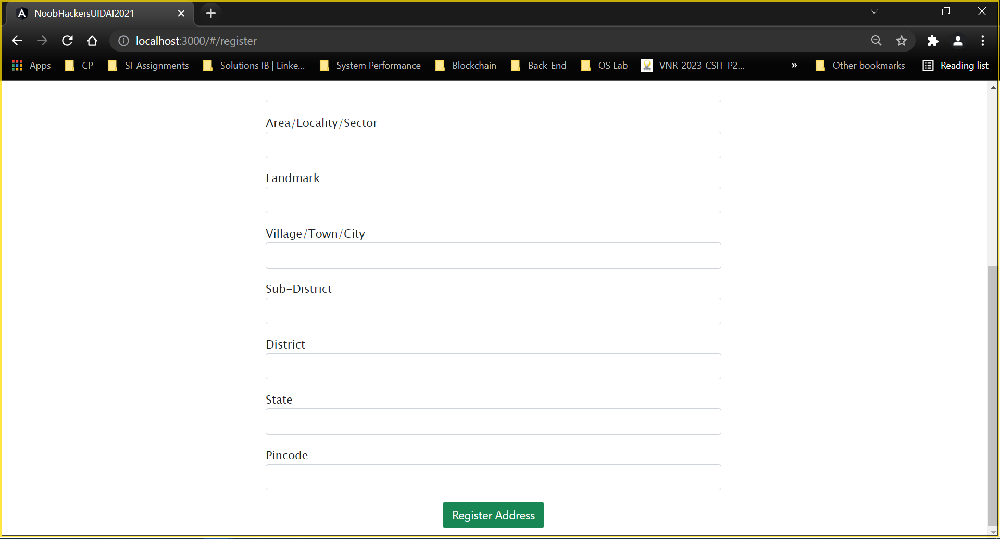 NoobHackersUIDAI2021
localhost:3000/#/register
Apps CP SI-Assignments Solutions IB | Linke... System Performance Blockchain Back-End OS Lab VNR-2023-CSIT-P2... » Other bookmarks Reading list
Area/Locality/Sector
Landmark
Village/Town/City
Sub-District
District
State
Pincode
Register Address